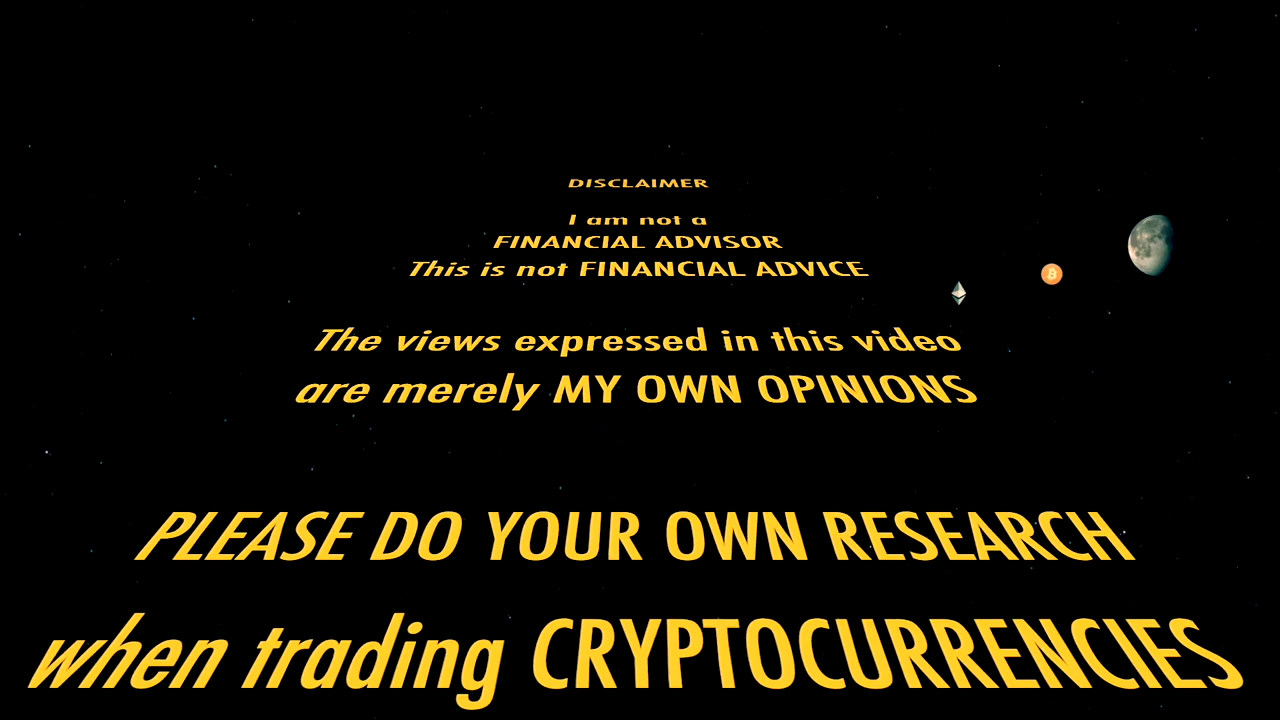 DISCLAIMER
I am not a
FINANCIAL ADVISOR
This is not FINANCIAL ADVICE
The views expressed in this video
are merely MY OWN OPINIONS
PLEASE DO YOUR OWN RESEARCH
when trading CRYPTOCURRENCIES